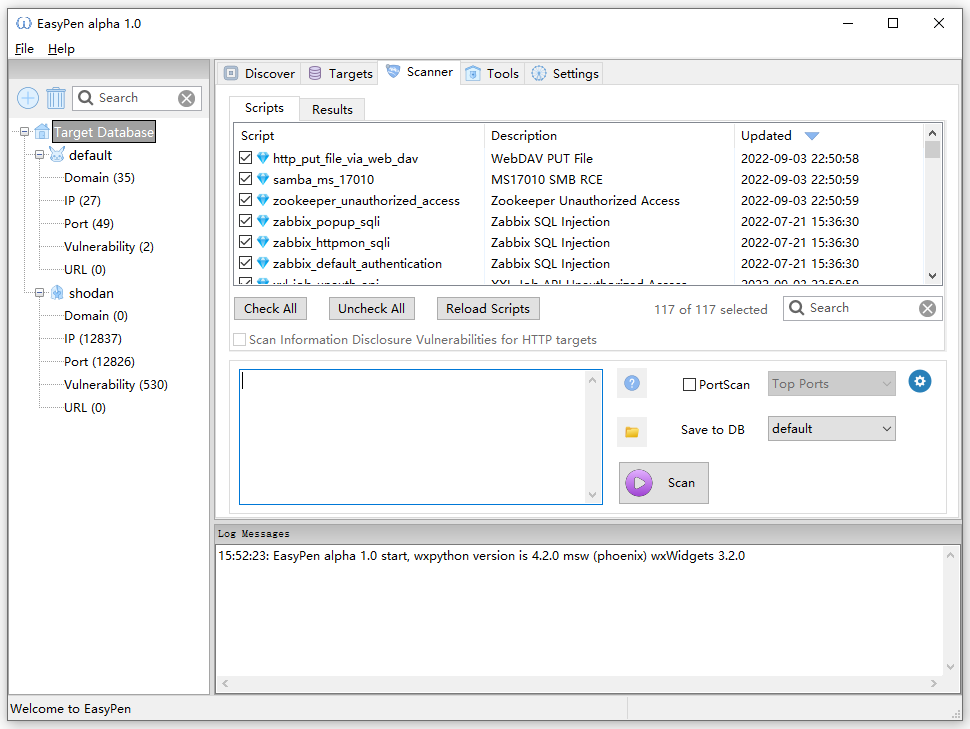 EasyPen alpha 1.0
File Help
Discover Targets Scanner Tools Settings
Search
Target Database
default
Domain (35)
IP (27)
Port (49)
Vulnerability (2)
URL (0)
shodan
Domain (0)
IP (12837)
Port (12826)
Vulnerability (530)
URL (0)
Scripts Results
Script Description Updated
http_put_file_via_web_dav WebDAV PUT File 2022-09-03 22:50:58
samba_ms_17010 MS17010 SMB RCE 2022-09-03 22:50:59
zookeeper_unauthorized_access Zookeeper Unauthorized Access 2022-09-03 22:50:59
zabbix_popup_sqli Zabbix SQL Injection 2022-07-21 15:36:30
zabbix_httpmon_sqli Zabbix SQL Injection 2022-07-21 15:36:30
zabbix_default_authentication Zabbix SQL Injection 2022-07-21 15:36:30
Check All Uncheck All Reload Scripts 117 of 117 selected Search
Scan Information Disclosure Vulnerabilities for HTTP targets
PortScan Top Ports
Save to DB default
Scan
Log Messages
15:52:23: EasyPen alpha 1.0 start, wxpython version is 4.2.0 msw (phoenix) wxWidgets 3.2.0
Welcome to EasyPen